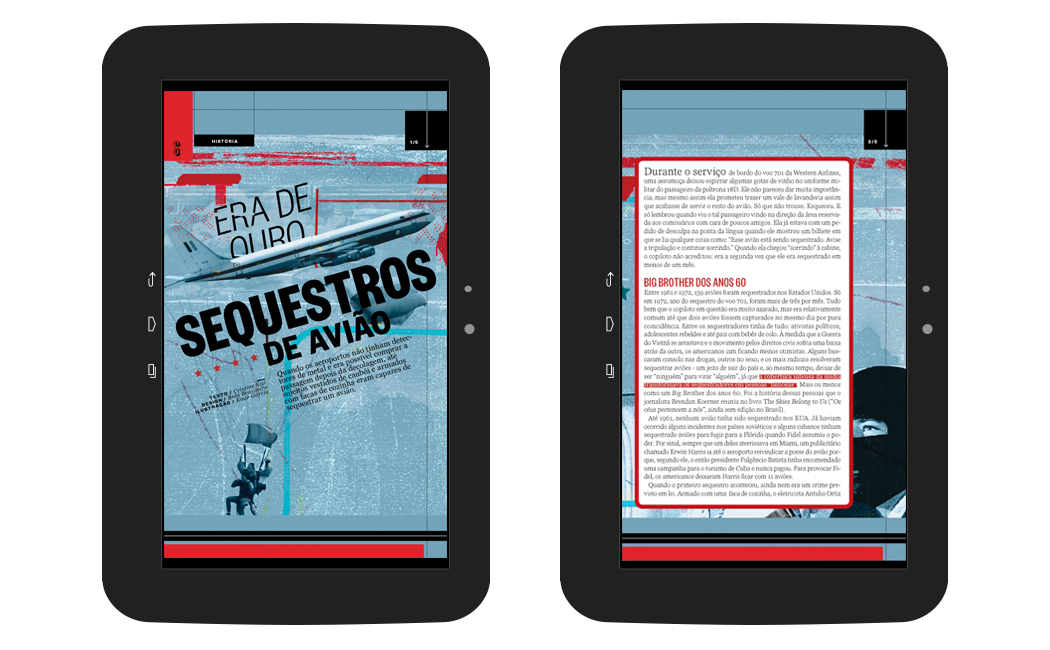 HISTÓRIA
1/5
ERA DE
OURO
SEQUESTROS
DE AVIÃO
Quando os aeroportos não tinham detec-
tores de metal e era possível comprar a
passagem depois da decolagem, até
sujeitos vestidos de caubói e armados
com facas de cozinha eram capazes de
sequestrar um avião.
TEXTO /
DESIGN /
ILUSTRAÇÃO /
2/5
Durante o serviço de bordo do voo 701 da Western Airlines,
uma aeromoça deixou espirrar algumas gotas de vinho no uniforme mi-
litar do passageiro da poltrona 18D. Ele não pareceu dar muita importân-
cia, mas mesmo assim ela prometeu trazer um vale de lavanderia assim
que acabasse de servir o resto do avião. Só que não trouxe. Esqueceu. E
só lembrou quando viu o tal passageiro vindo na direção da área reserva-
da aos comissários com cara de poucos amigos. Ela já estava com um pe-
dido de desculpa na ponta da língua quando ele mostrou um bilhete em
que se lia qualquer coisa como: "Esse avião está sendo sequestrado. Avise
a tripulação e continue sorrindo." Quando ela chegou "sorrindo" à cabine,
o copiloto não acreditou: era a segunda vez que ele era sequestrado em
menos de um mês.
BIG BROTHER DOS ANOS 60
Entre 1961 e 1972, 159 aviões foram sequestrados nos Estados Unidos. Só
em 1972, ano do sequestro do voo 701, foram mais de três por mês. Tudo
bem que o copiloto em questão era muito azarado, mas era relativamente
comum até que dois aviões fossem capturados no mesmo dia por pura
coincidência. Entre os sequestradores tinha de tudo: ativistas políticos,
adolescentes rebeldes e até pais com bebês de colo. À medida que a Guerra
do Vietnã se arrastava e o movimento pelos direitos civis sofria uma baixa
atrás da outra, os americanos iam ficando menos otimistas. Alguns bus-
caram consolo nas drogas, outros no sexo, e os mais radicais resolveram
sequestrar aviões - um jeito de sair do país e, ao mesmo tempo, deixar de
ser "ninguém" para virar "alguém", já que a cobertura intensa da mídia
transformava os sequestradores em pessoas "famosas". Mais ou menos
como um Big Brother dos anos 60. Foi a história dessas pessoas que o
jornalista Brendan Koerner reuniu no livro The Skies Belong to Us ("Os
céus pertencem a nós", ainda sem edição no Brasil).
Até 1961, nenhum avião tinha sido sequestrado nos EUA. Já haviam
ocorrido alguns incidentes nos países soviéticos e alguns cubanos tinham
sequestrado aviões para fugir para a Flórida quando Fidel assumiu o po-
der. Por sinal, sempre que um deles aterrissava em Miami, um publicitário
chamado Erwin Harris ia até o aeroporto reivindicar a posse do avião por-
que, segundo ele, o então presidente Fulgêncio Batista tinha encomendado
uma campanha para o turismo de Cuba e nunca pagou. Para provocar Fi-
del, os americanos deixaram Harris ficar com 11 aviões.
Quando o primeiro sequestro aconteceu, ainda nem era um crime pre-
visto em lei. Armado com uma faca de cozinha, o eletricista Antulio Ortiz